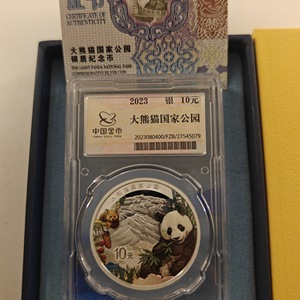 证书
CERTIFICATE OF
AUTHENTICITY
大熊猫国家公园
银质纪念币
THE GIANT PANDA NATIONAL PARK
COMMEMORATIVE SILVER COIN
2023 银 10元
中国金币
CHINA GOLD COIN
大熊猫国家公园
2023080400/FZB/27545079
10元